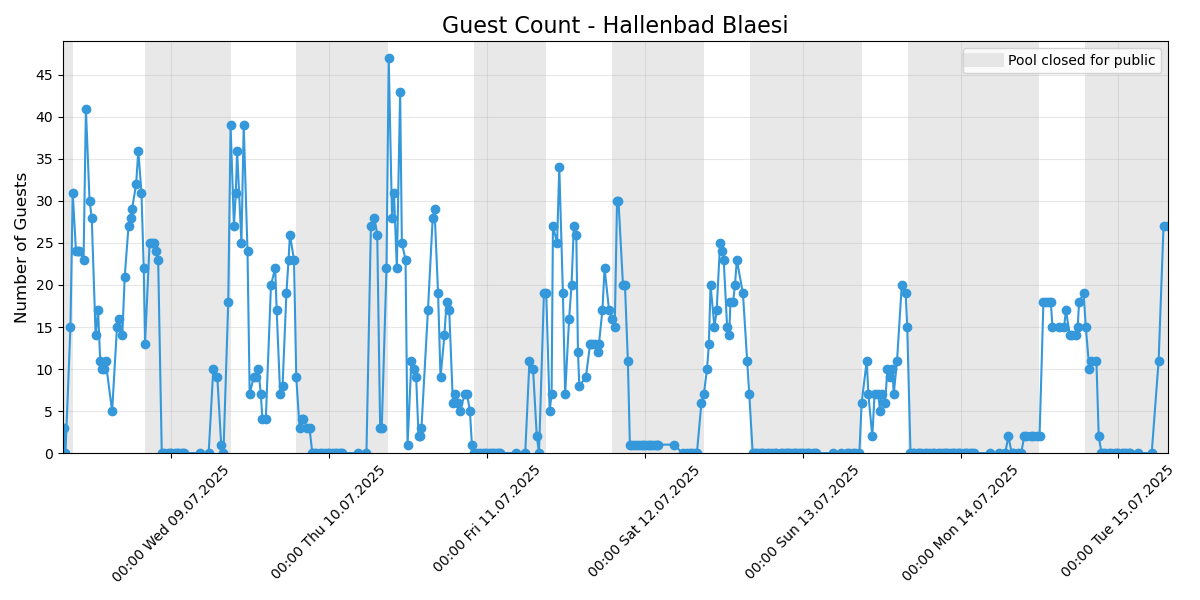 Guest Count - Hallenbad Blaesi
Pool closed for public
Number of Guests
45
40
35
30
25
20
15
10
5
0
00:00 Wed 09.07.2025
00:00 Thu 10.07.2025
00:00 Fri 11.07.2025
00:00 Sat 12.07.2025
00:00 Sun 13.07.2025
00:00 Mon 14.07.2025
00:00 Tue 15.07.2025